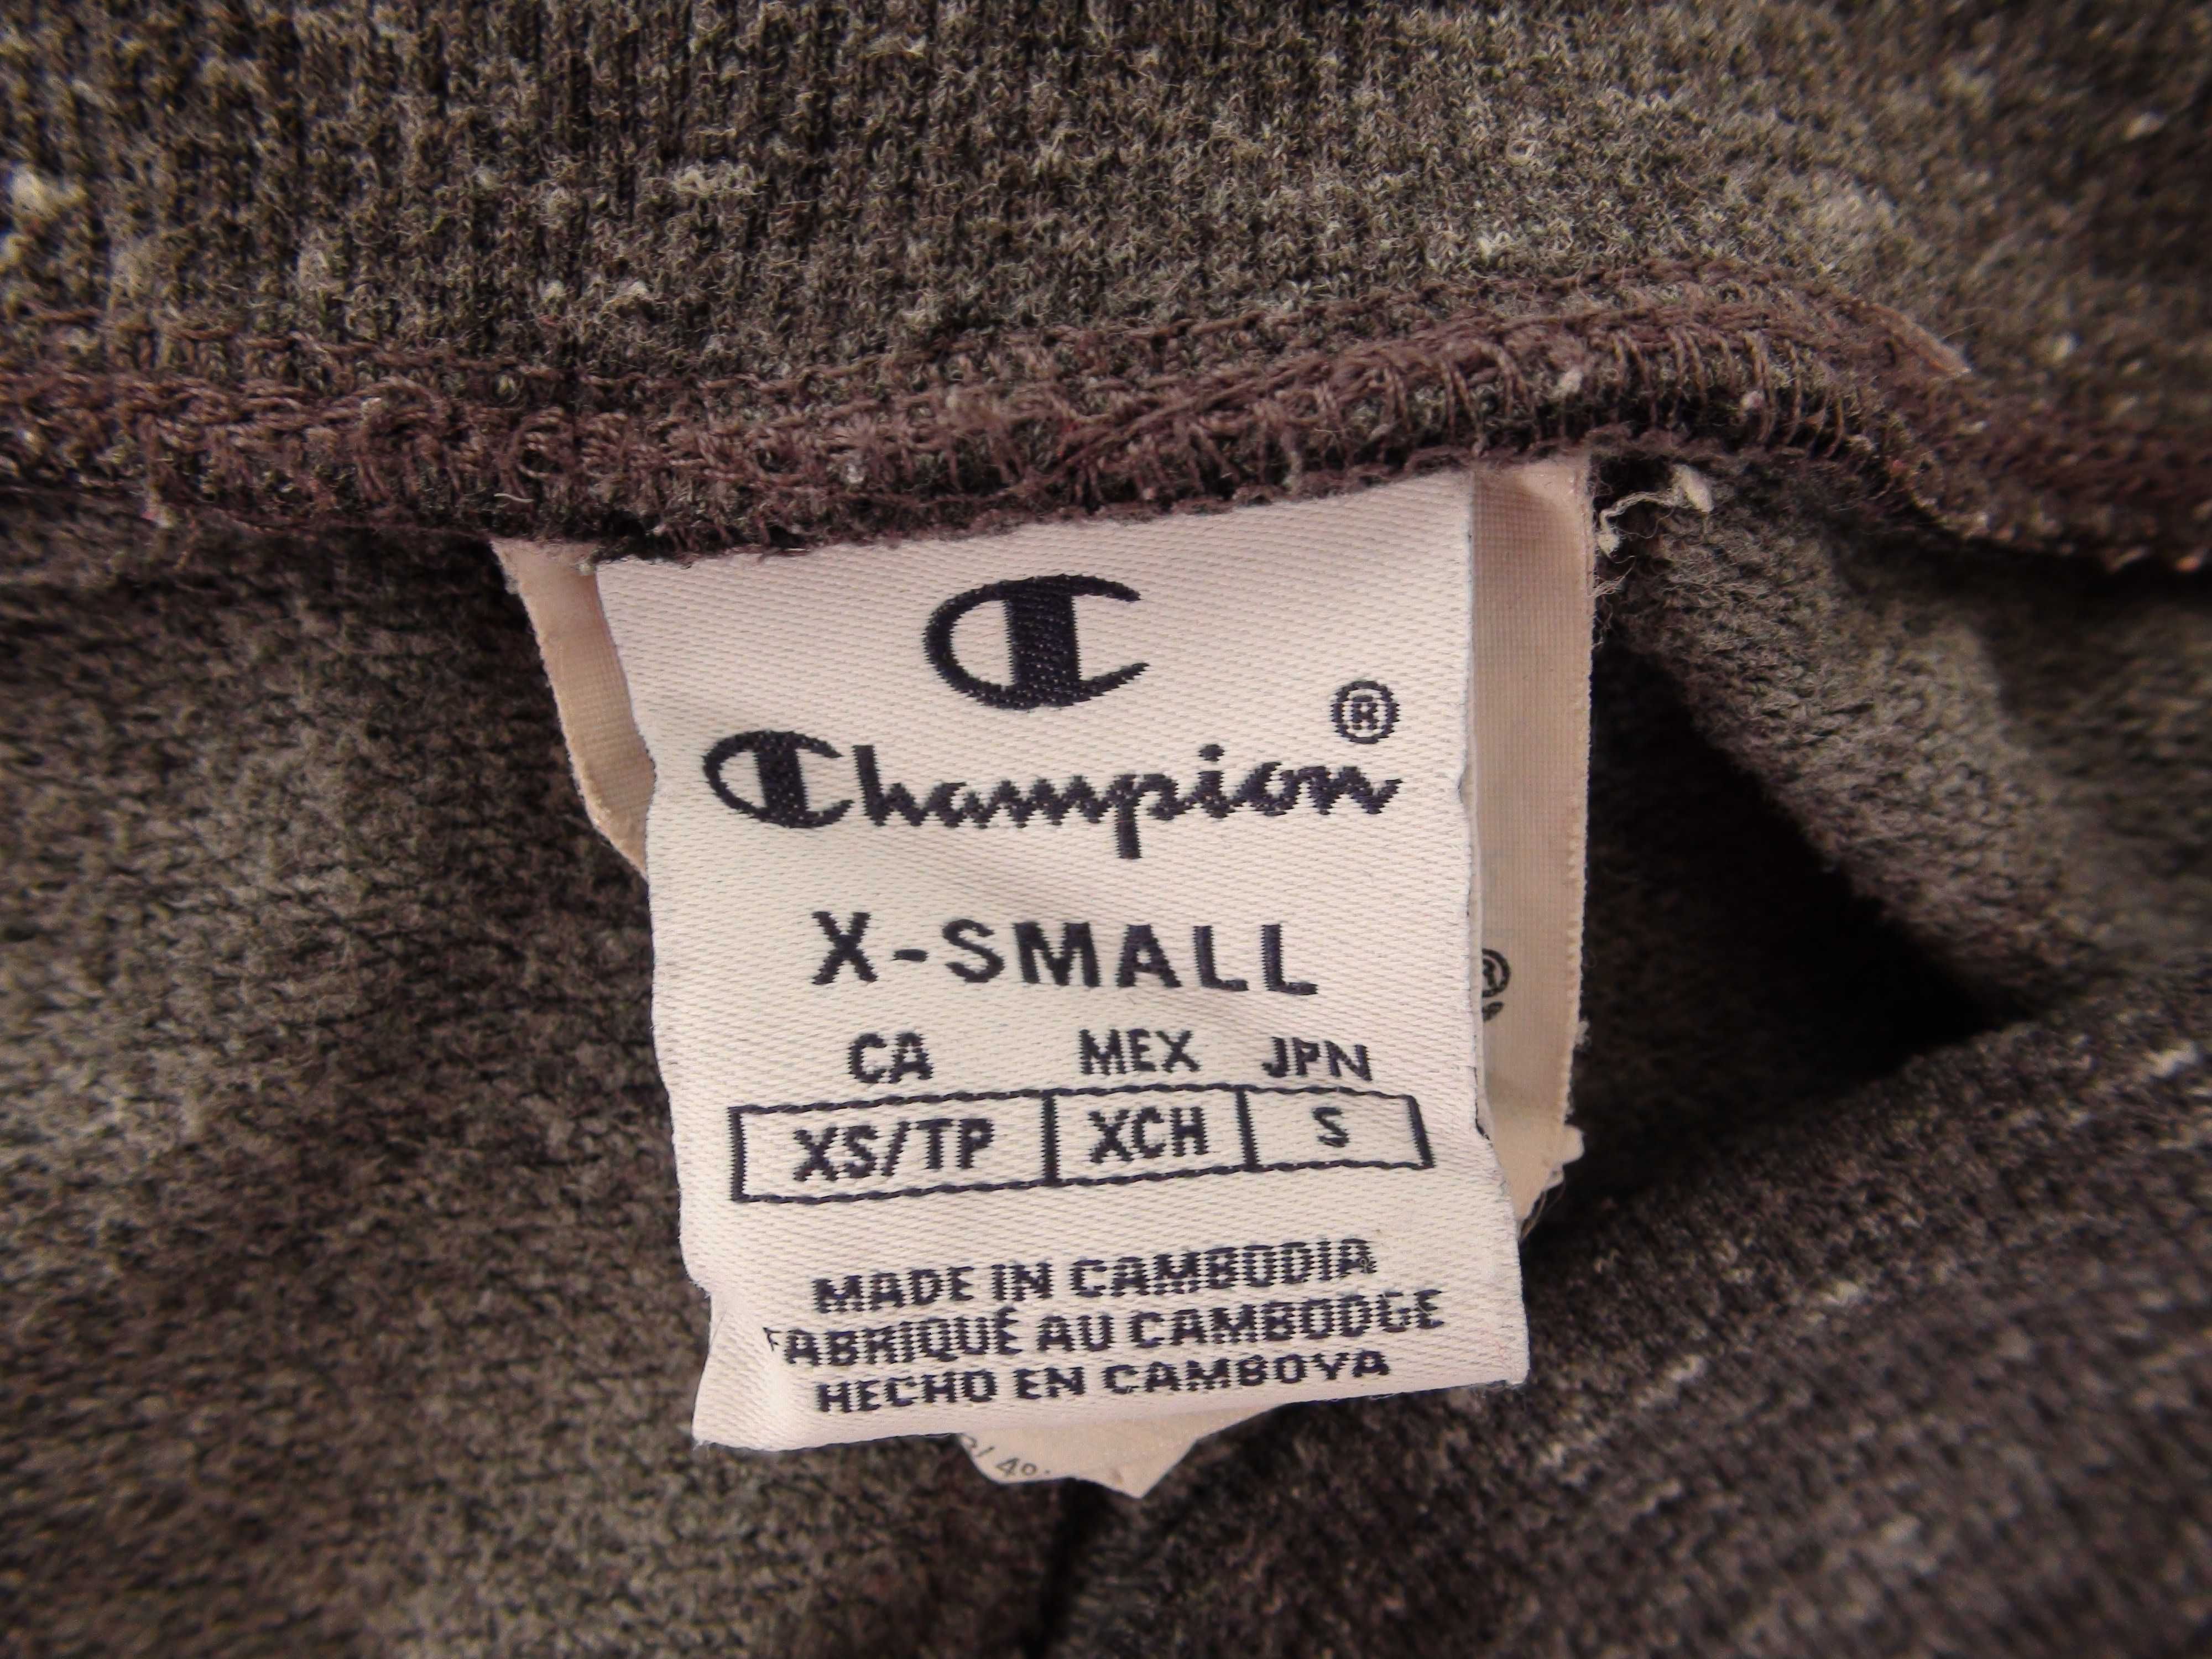 C
Champion®
X-SMALL
CA MEX JPN
XS/TP XCH S
MADE IN CAMBODIA
FABRIQUÉ AU CAMBODGE
HECHO EN CAMBOYA
®